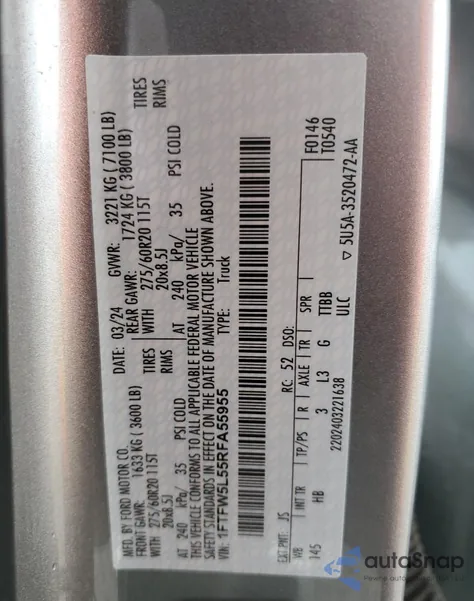 MFD. BY FORD MOTOR CO.
DATE: 03/24 GVWR: 3221 KG ( 7100 LB)
FRONT GAWR: 1633 KG ( 3600 LB) REAR GAWR: 1724 KG ( 3800 LB)
WITH 275/60R20 115T TIRES WITH 275/60R20 115T TIRES
20x8.5J RIMS 20x8.5J RIMS
AT 240 kPa/ 35 PSI COLD AT 240 kPa/ 35 PSI COLD
THIS VEHICLE CONFORMS TO ALL APPLICABLE FEDERAL MOTOR VEHICLE
SAFETY STANDARDS IN EFFECT ON THE DATE OF MANUFACTURE SHOWN ABOVE.
VIN: 1FTFW5L55RFA55955 TYPE: Truck
F0146
T0540
EXT PNT: JS RC: 52 DSO:
WB INT TR TP/PS R AXLE TR SPR
145 HB 3 L3 G TTBB
ULC
2202403221638 ▽ 5U5A-3520472-AA
autoSnap